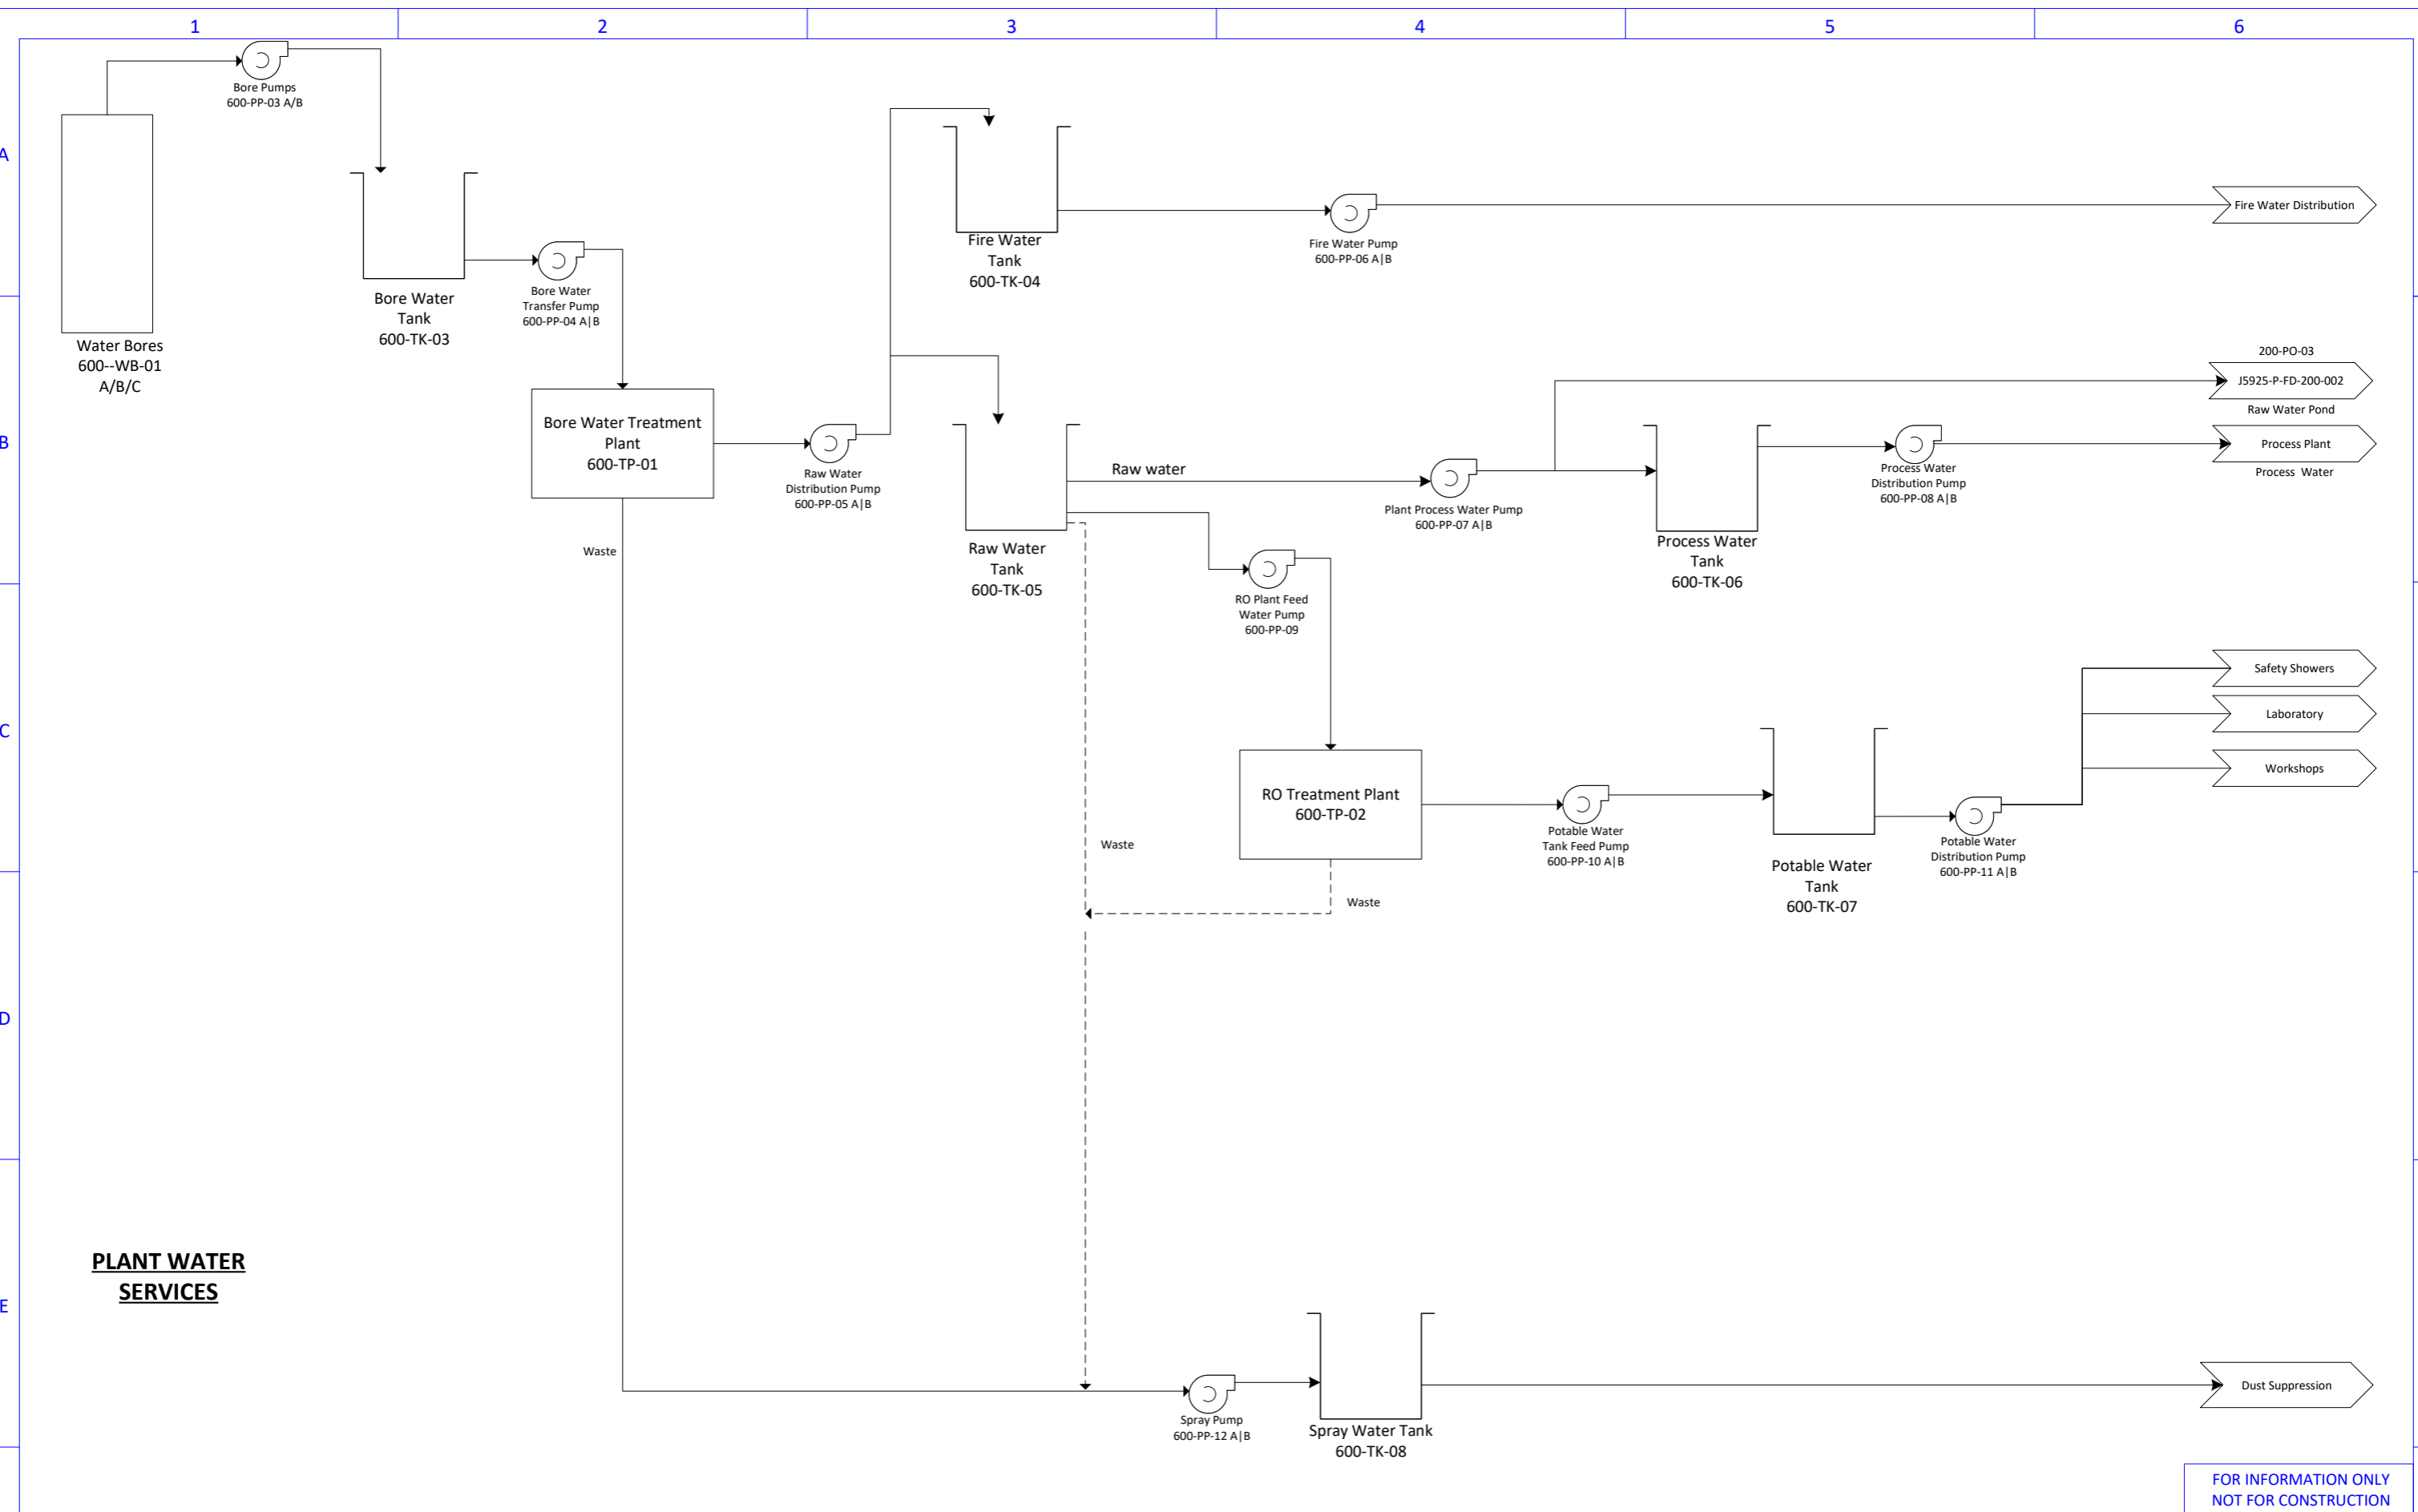 1
2
3
4
5
6
A
B
C
D
E
Bore Pumps
600-PP-03 A/B
Water Bores
600--WB-01
A/B/C
Bore Water
Tank
600-TK-03
Bore Water
Transfer Pump
600-PP-04 A|B
Bore Water Treatment
Plant
600-TP-01
Waste
Raw Water
Distribution Pump
600-PP-05 A|B
Fire Water
Tank
600-TK-04
Fire Water Pump
600-PP-06 A|B
Fire Water Distribution
Raw Water
Tank
600-TK-05
Raw water
Plant Process Water Pump
600-PP-07 A|B
200-PO-03
J5925-P-FD-200-002
Raw Water Pond
Process Water
Tank
600-TK-06
Process Water
Distribution Pump
600-PP-08 A|B
Process Plant
Process Water
RO Plant Feed
Water Pump
600-PP-09
RO Treatment Plant
600-TP-02
Waste
Waste
Potable Water
Tank Feed Pump
600-PP-10 A|B
Potable Water
Tank
600-TK-07
Potable Water
Distribution Pump
600-PP-11 A|B
Safety Showers
Laboratory
Workshops
PLANT WATER
SERVICES
Spray Pump
600-PP-12 A|B
Spray Water Tank
600-TK-08
Dust Suppression
FOR INFORMATION ONLY
NOT FOR CONSTRUCTION